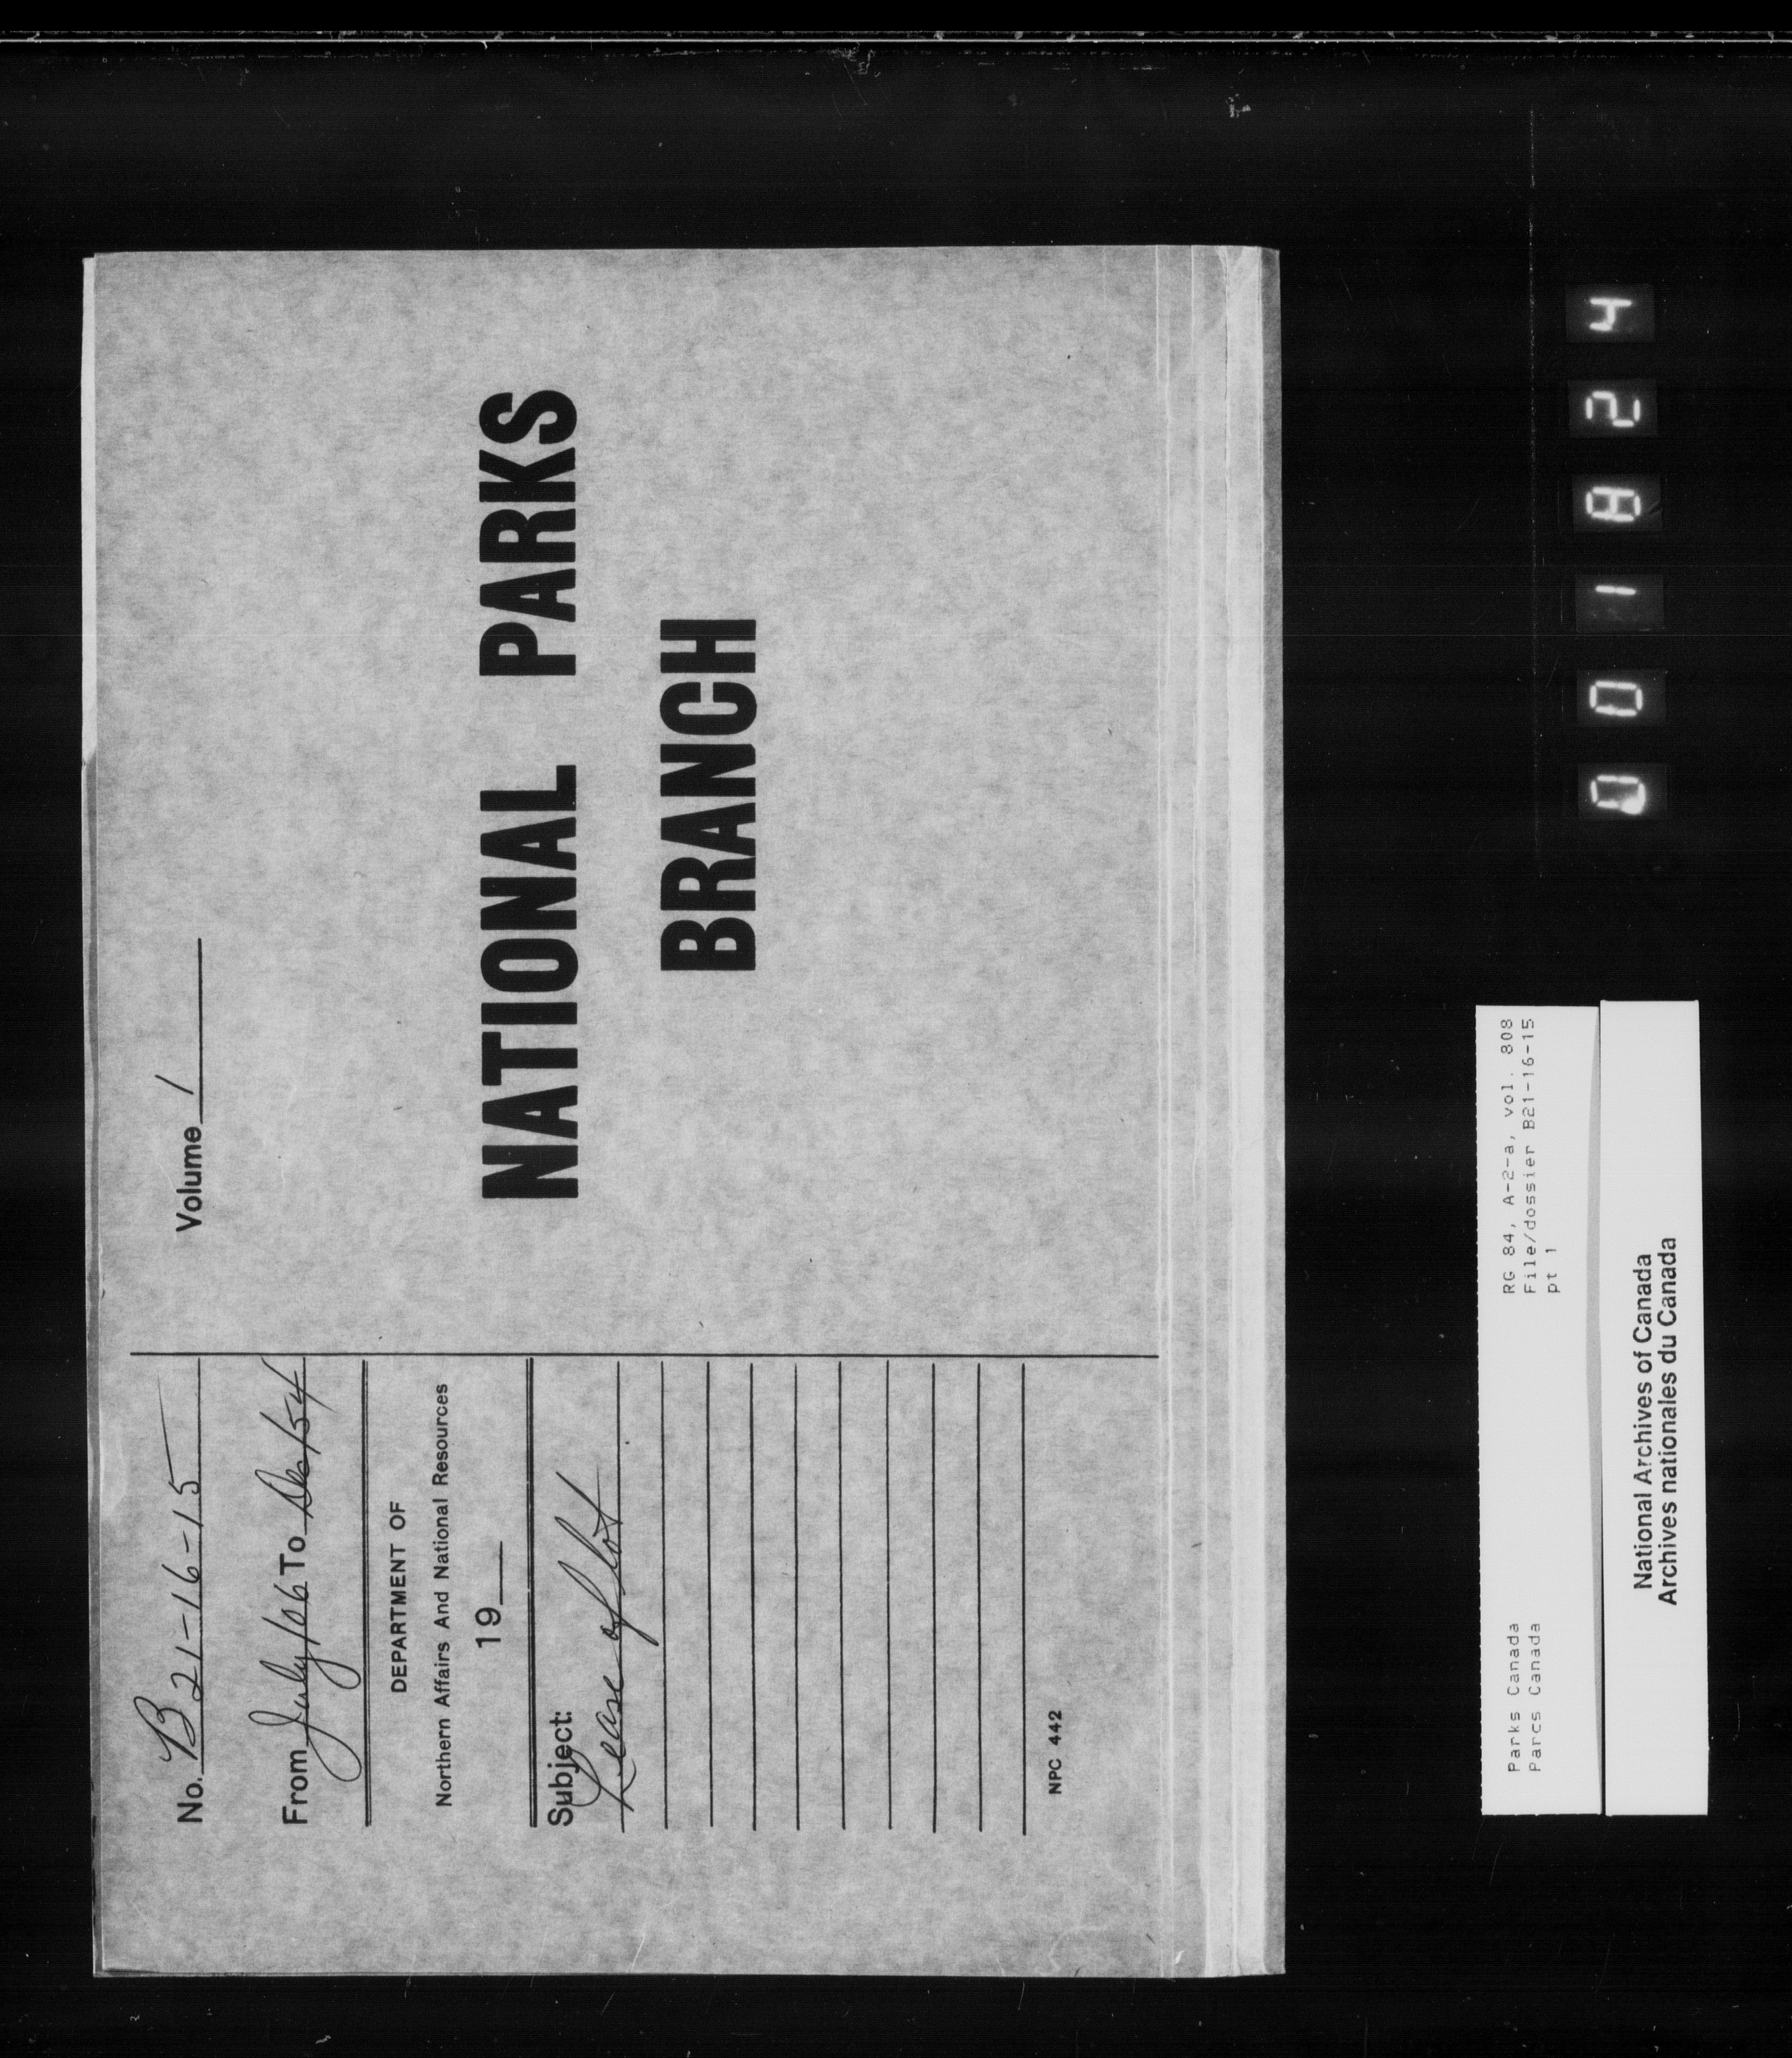 No. B 21-16-15
Volume 1
From July/06 To Dec/54
DEPARTMENT OF
Northern Affairs And National Resources
19
Subject:
Lease of lot
NPC 442
NATIONAL PARKS
BRANCH
001824
Parks Canada
Parcs Canada
RG 84, A-2-a, vol. 808
File/dossier B21-16-15
pt 1
National Archives of Canada
Archives nationales du Canada